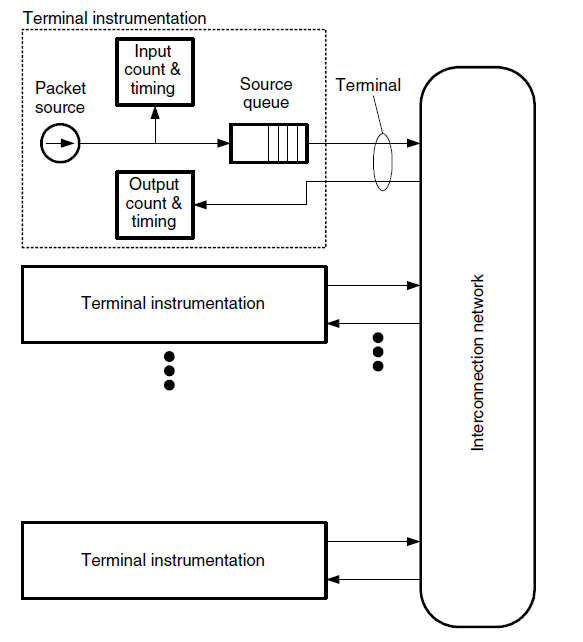 Terminal instrumentation
Input
count &
timing
Packet
source
Source
queue
Terminal
Output
count &
timing
Terminal instrumentation
Interconnection network
Terminal instrumentation